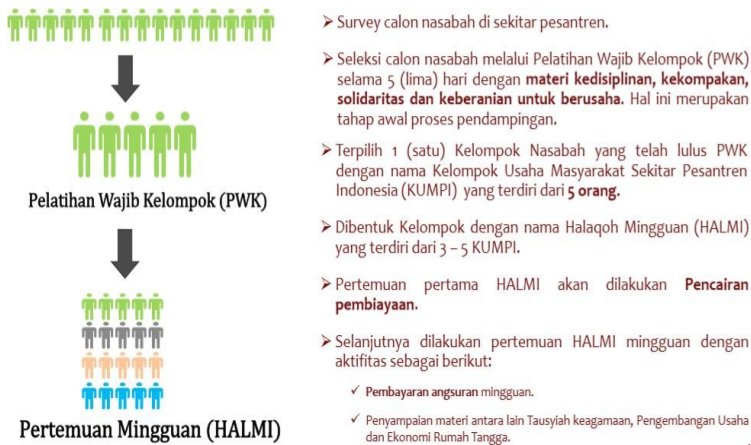 Pelatihan Wajib Kelompok (PWK)
Pertemuan Mingguan (HALMI)
➢ Survey calon nasabah di sekitar pesantren.
➢ Seleksi calon nasabah melalui Pelatihan Wajib Kelompok (PWK)
selama 5 (lima) hari dengan materi kedisiplinan, kekompakan,
solidaritas dan keberanian untuk berusaha. Hal ini merupakan
tahap awal proses pendampingan.
➢ Terpilih 1 (satu) Kelompok Nasabah yang telah lulus PWK
dengan nama Kelompok Usaha Masyarakat Sekitar Pesantren
Indonesia (KUMPI) yang terdiri dari 5 orang.
➢ Dibentuk Kelompok dengan nama Halaqoh Mingguan (HALMI)
yang terdiri dari 3 – 5 KUMPI.
➢ Pertemuan pertama HALMI akan dilakukan Pencairan
pembiayaan.
➢ Selanjutnya dilakukan pertemuan HALMI mingguan dengan
aktifitas sebagai berikut:
✓ Pembayaran angsuran mingguan.
✓ Penyampaian materi antara lain Tausyiah keagamaan, Pengembangan Usaha
dan Ekonomi Rumah Tangga.